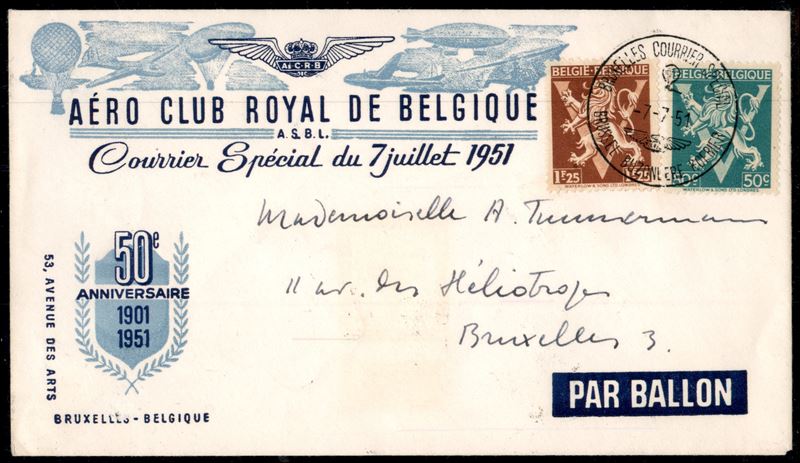 Aé-C-R-B
AÉRO CLUB ROYAL DE BELGIQUE
A.S.B.L.
Courrier Spécial du 7 juillet 1951
BELGIË-BELGIQUE
1F25
WATERLOW & SONS LTD LONDRES
BELGIQUE
50c
WATERLOW & SONS LTD LONDRES
BRUXELLES COURRIER
-7-7-51
Mademoiselle A. Timmermans
11 av. des Héliotropes
Bruxelles 3.
50e
ANNIVERSAIRE
1901
1951
53, AVENUE DES ARTS
BRUXELLES - BELGIQUE
PAR BALLON